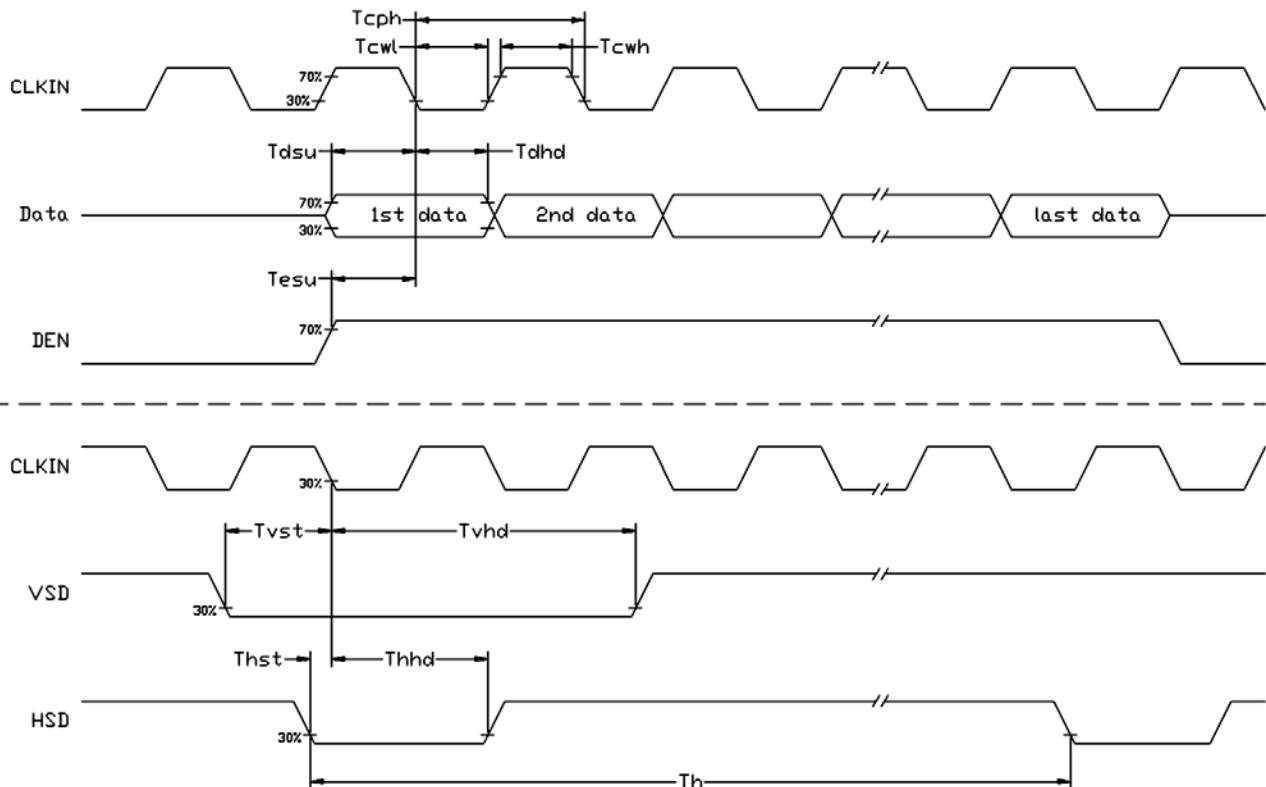 Tcph
Tcwl Tcwh
CLKIN 70%
30%
Tdsu Tdhd
Data 70% 1st data 2nd data last data
30%
Tesu
DEN 70%
CLKIN 30%
Tvst Tvhd
VSD 30%
Thst Thhd
HSD 30%
Th